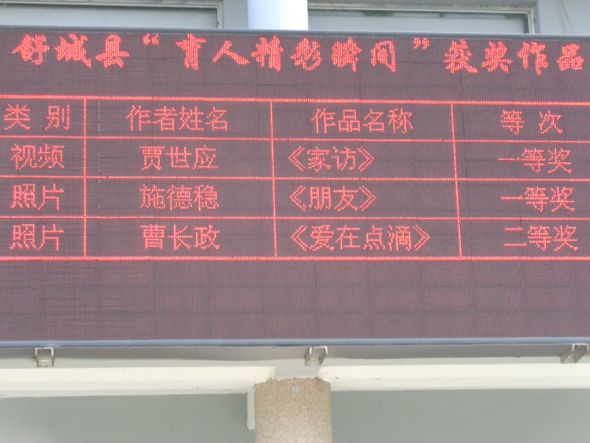 舒城县“育人精彩瞬间”获奖作品
类 别 作者姓名 作品名称 等 次
视频 贾世应 《家访》 一等奖
照片 施德稳 《朋友》 一等奖
照片 曹长政 《爱在点滴》 二等奖